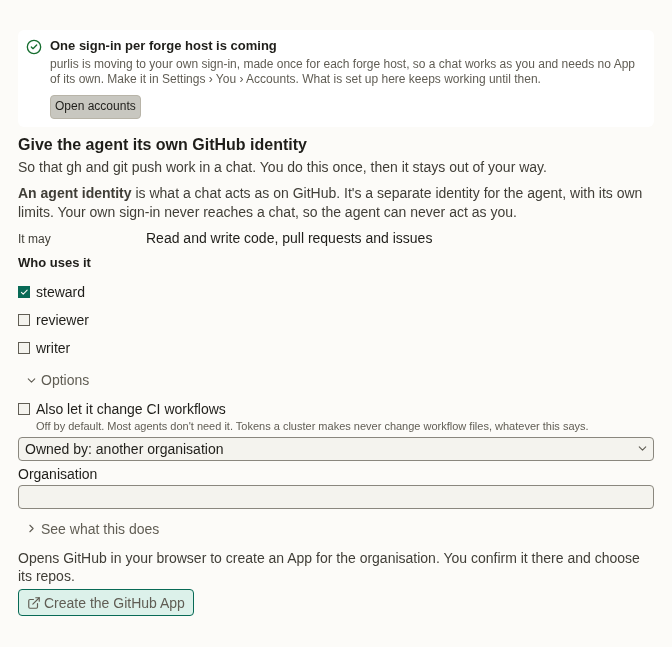 One sign-in per forge host is coming
purlis is moving to your own sign-in, made once for each forge host, so a chat works as you and needs no App
of its own. Make it in Settings › You › Accounts. What is set up here keeps working until then.
Open accounts
Give the agent its own GitHub identity
So that gh and git push work in a chat. You do this once, then it stays out of your way.
An agent identity is what a chat acts as on GitHub. It's a separate identity for the agent, with its own
limits. Your own sign-in never reaches a chat, so the agent can never act as you.
It may Read and write code, pull requests and issues
Who uses it
steward
reviewer
writer
Options
Also let it change CI workflows
Off by default. Most agents don't need it. Tokens a cluster makes never change workflow files, whatever this says.
Owned by: another organisation
Organisation
See what this does
Opens GitHub in your browser to create an App for the organisation. You confirm it there and choose
its repos.
Create the GitHub App